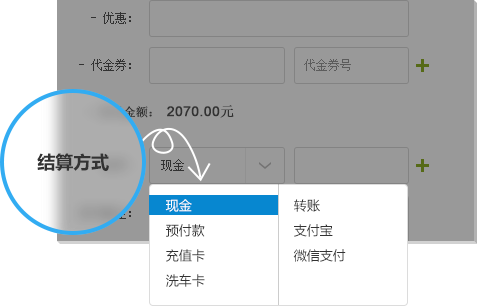 - 优惠：
- 代金券： 代金券号
金额： 2070.00元
结算方式 现金
现金 转账
预付款 支付宝
充值卡 微信支付
洗车卡